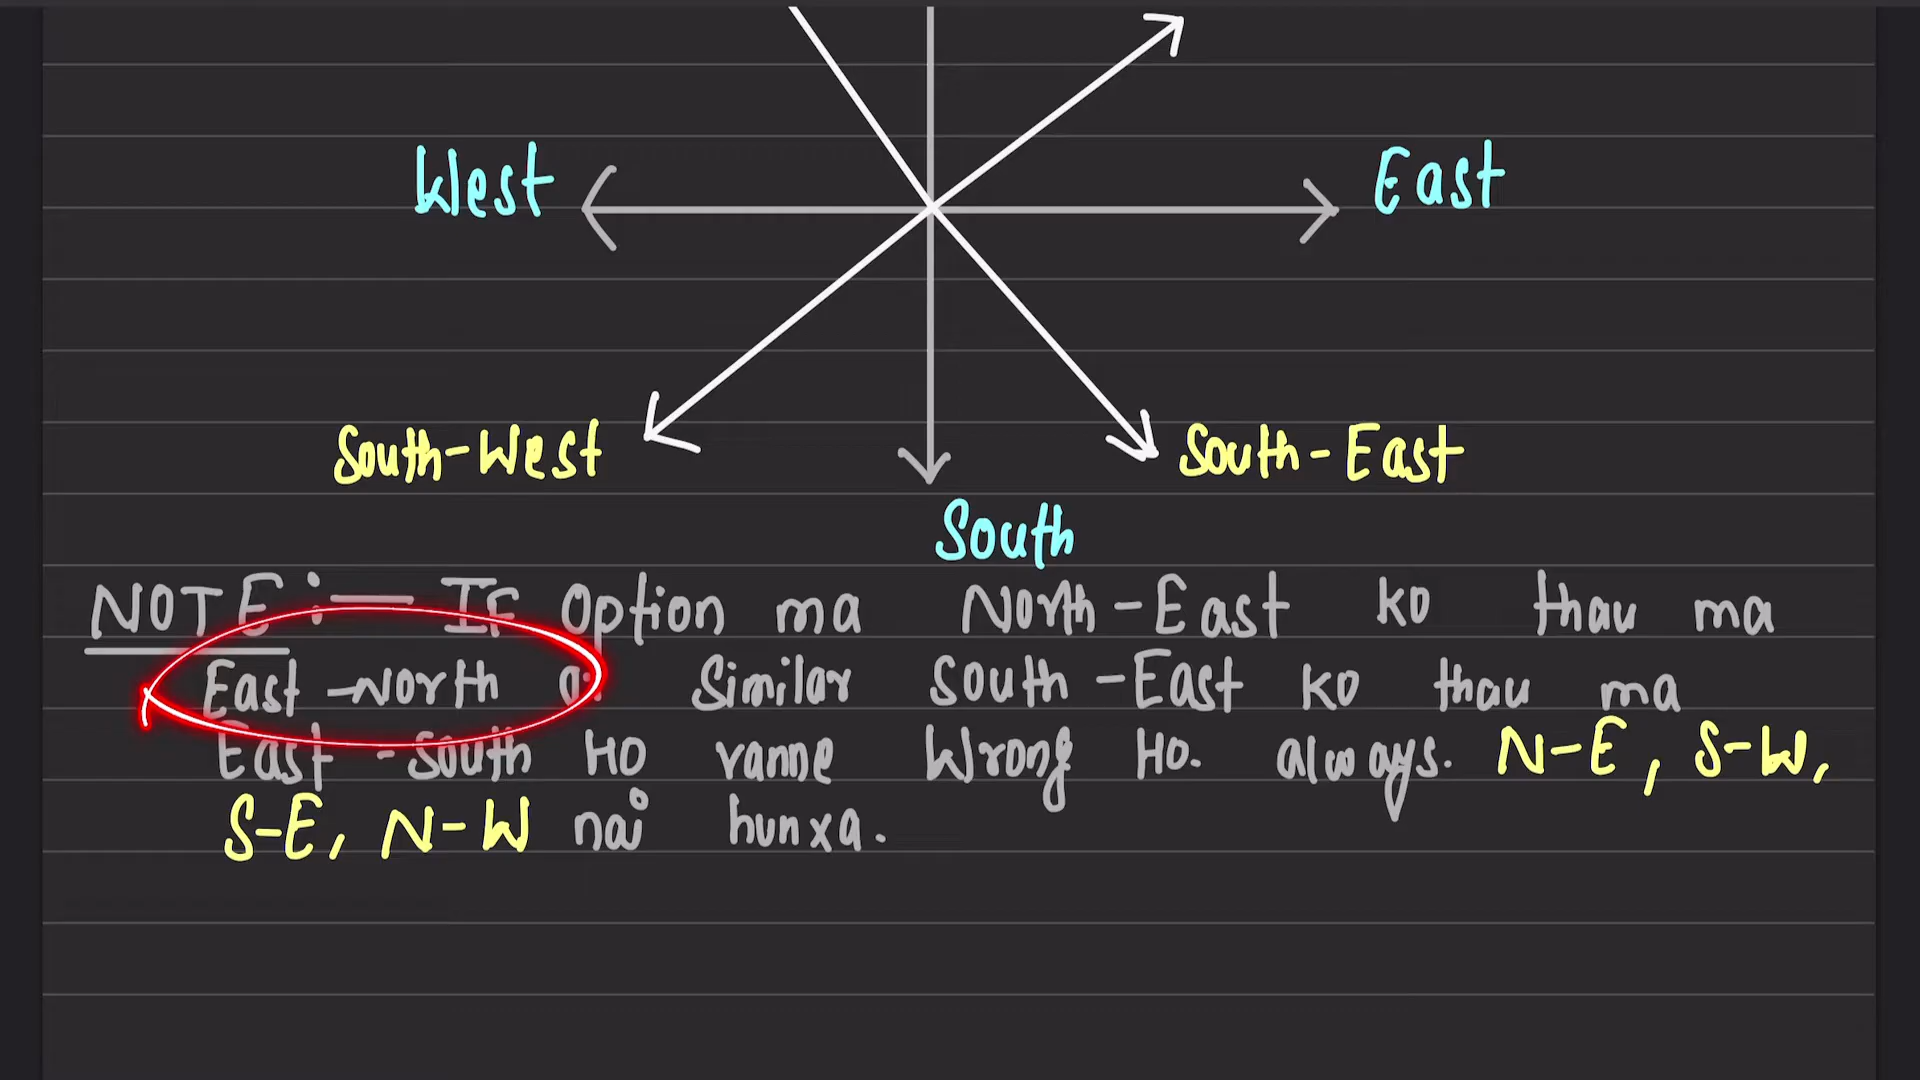 West East
South-West South-East
South
NOTE:- IF Option ma North-East ko thau ma
East-North similar south-East ko thau ma
East-south Ho vanne Wrong Ho. always. N-E, S-W,
S-E, N-W nai hunxa.